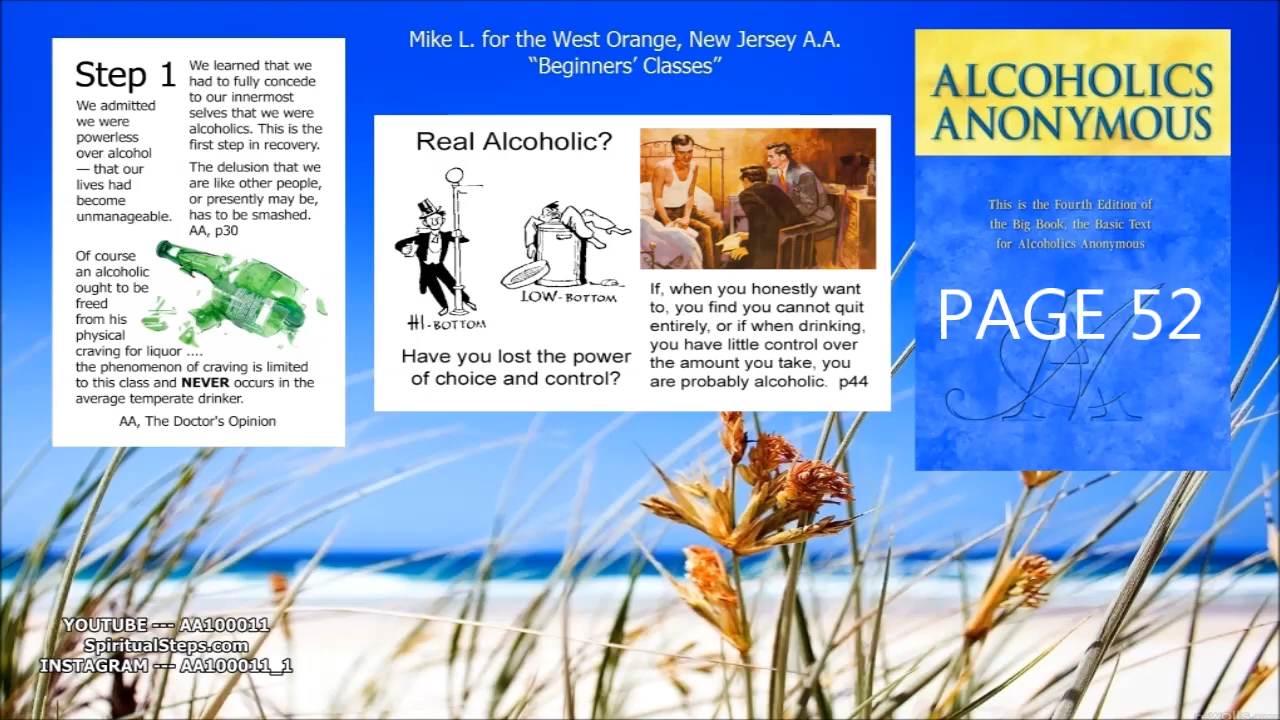 Mike L. for the West Orange, New Jersey A.A.
“Beginners’ Classes”
Step 1
We admitted
we were
powerless
over alcohol
— that our
lives had
become
unmanageable.
We learned that we
had to fully concede
to our innermost
selves that we were
alcoholics. This is the
first step in recovery.
The delusion that we
are like other people,
or presently may be,
has to be smashed.
AA, p30
Of course
an alcoholic
ought to be
freed
from his
physical
craving for liquor ....
the phenomenon of craving is limited
to this class and NEVER occurs in the
average temperate drinker.
AA, The Doctor's Opinion
Real Alcoholic?
HI-BOTTOM
LOW-BOTTOM
Have you lost the power
of choice and control?
If, when you honestly want
to, you find you cannot quit
entirely, or if when drinking,
you have little control over
the amount you take, you
are probably alcoholic. p44
ALCOHOLICS
ANONYMOUS
This is the Fourth Edition of
the Big Book, the Basic Text
for Alcoholics Anonymous
PAGE 52
AA
YOUTUBE --- AA100011
SpiritualSteps.com
INSTAGRAM --- AA100011_1